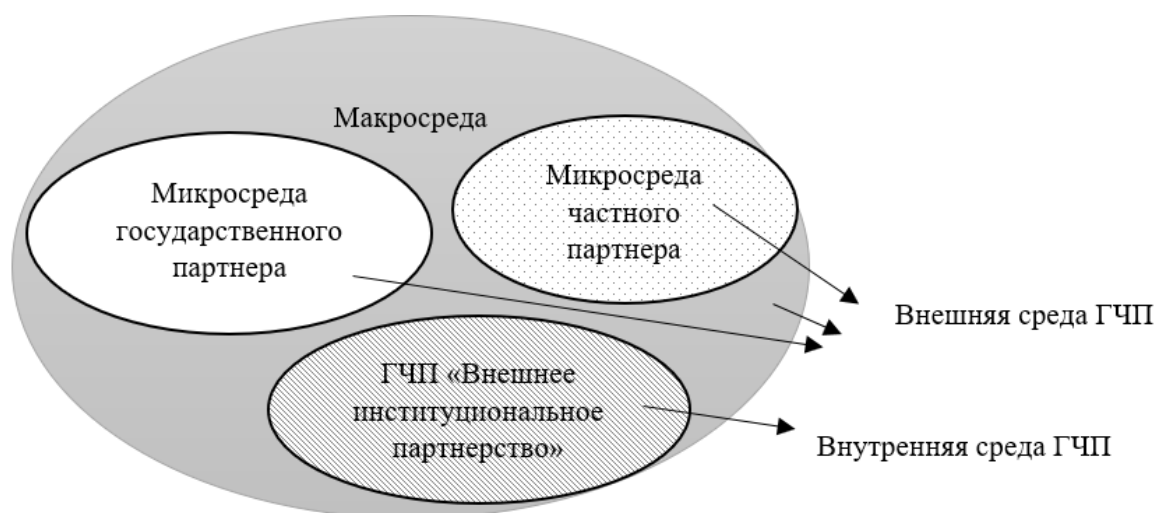 Макросреда
Микросреда
государственного
партнера
Микросреда
частного
партнера
Внешняя среда ГЧП
ГЧП «Внешнее
институциональное
партнерство»
Внутренняя среда ГЧП